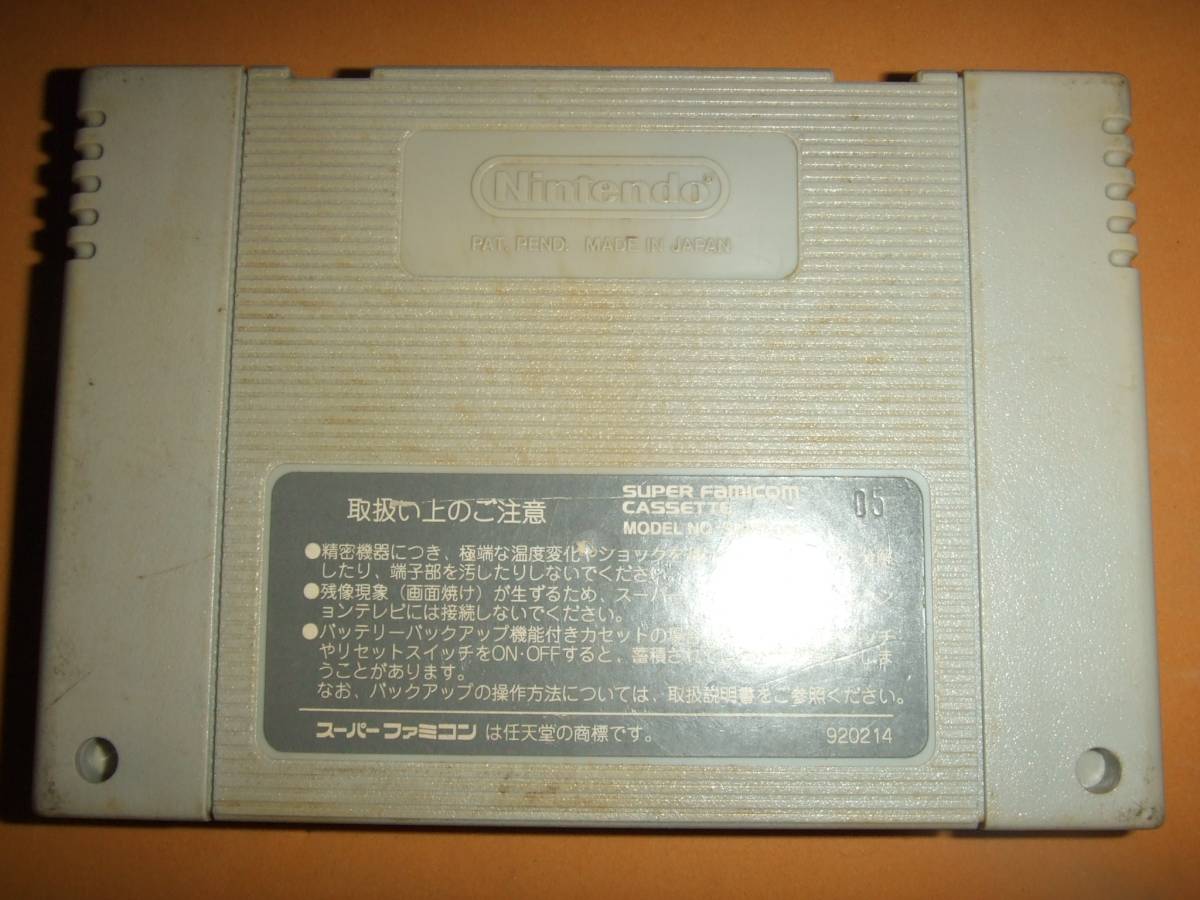 Nintendo®
PAT. PEND. MADE IN JAPAN
取扱い上のご注意
SUPER FAMICOM
CASSETTE
MODEL NO.
05
●精密機器につき、極端な温度変化やショックを
したり、端子部を汚したりしないでください。
●残像現象（画面焼け）が生ずるため、スーパー
ョンテレビには接続しないでください。
●バッテリーバックアップ機能付きカセットの
やリセットスイッチをON・OFFすると、蓄積され
うことがあります。
なお、バックアップの操作方法については、取扱説明書をご参照ください。
スーパーファミコン は任天堂の商標です。
920214